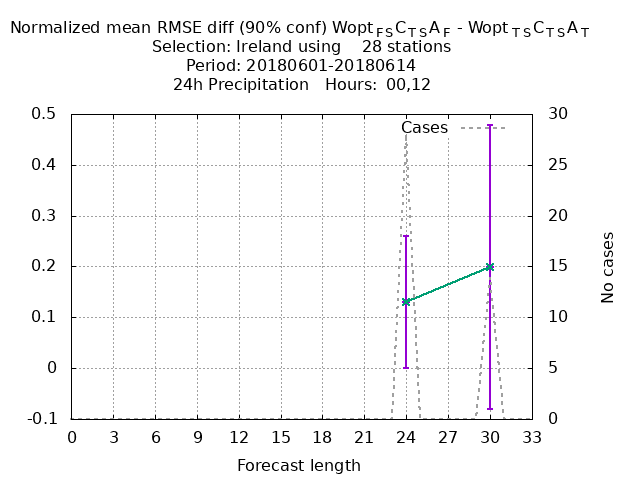 Normalized mean RMSE diff (90% conf) Wopt_FS C_TS A_F - Wopt_TS C_TS A_T
Selection: Ireland using    28 stations
Period: 20180601-20180614
24h Precipitation   Hours: 00,12
Cases
0.5
0.4
0.3
0.2
0.1
0
-0.1
30
25
20
15
10
5
0
No cases
0 3 6 9 12 15 18 21 24 27 30 33
Forecast length